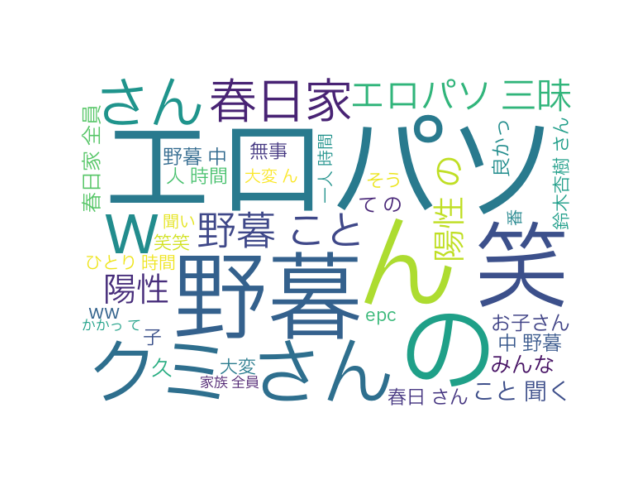 さん
春日家
エロパソ 三昧
春日家 全員
エロパソ
野暮 中
無事
人 時間
大変 ん
一人 時間
そう
ての
良かっ
鈴木杏樹 さん
陽性 の
番
w
聞い
笑笑
野暮 こと
ん
笑
ひとり 時間
陽性
野暮
の
ww
かかっ て
子
epc
お子さん
中 野暮
クミさん
久
大変
みんな
家族 全員
春日 さん
こと 聞く